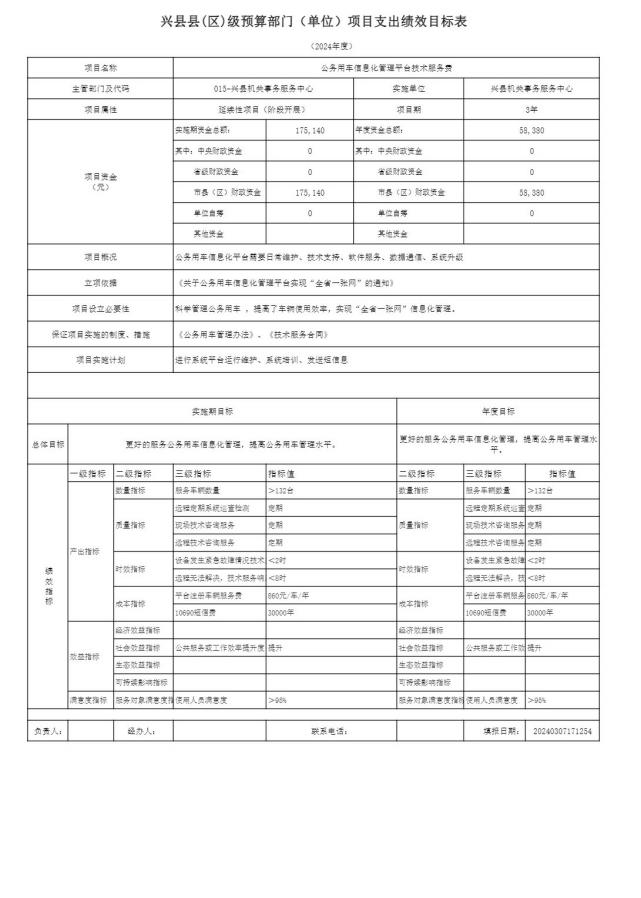 兴县县(区)级预算部门（单位）项目支出绩效目标表
（2024年度）
项目名称 公务用车信息化管理平台技术服务费
主管部门及代码 015-兴县机关事务服务中心 实施单位 兴县机关事务服务中心
项目属性 延续性项目（阶段开展） 项目期 3年
项目资金（元） 实施期资金总额： 175,140 年度资金总额： 58,380
其中：中央财政资金 0 其中：中央财政资金 0
省级财政资金 0 省级财政资金 0
市县（区）财政资金 175,140 市县（区）财政资金 58,380
单位自筹 0 单位自筹 0
其他资金 其他资金
项目概况 公务用车信息化平台需要日常维护、技术支持、软件服务、数据通信、系统升级
立项依据 《关于公务用车信息化管理平台实现“全省一张网”的通知》
项目设立必要性 科学管理公务用车 ，提高了车辆使用效率，实现“全省一张网”信息化管理。
保证项目实施的制度、措施 《公务用车管理办法》、《技术服务合同》
项目实施计划 进行系统平台运行维护、系统培训、发送短信息
实施期目标 年度目标
总体目标 更好的服务公务用车信息化管理，提高公务用车管理水平。 更好的服务公务用车信息化管理，提高公务用车管理水平。
绩效指标 一级指标 二级指标 三级指标 指标值 二级指标 三级指标 指标值
产出指标 数量指标 服务车辆数量 ＞132台 数量指标 服务车辆数量 ＞132台
质量指标 远程定期系统运查检测 定期 质量指标 远程定期系统运查 定期
现场技术咨询服务 定期 现场技术咨询服务 定期
远程技术咨询服务 定期 远程技术咨询服务 定期
时效指标 设备发生紧急故障情况技术 ＜2时 时效指标 设备发生紧急故障 ＜2时
远程无法解决，技术服务响 ＜8时 远程无法解决，技 ＜8时
成本指标 平台注册车辆服务费 860元/车/年 成本指标 平台注册车辆服务 860元/车/年
10690短信费 30000年 10690短信费 30000年
效益指标 经济效益指标 经济效益指标
社会效益指标 公共服务或工作效率提升度 提升 社会效益指标 公共服务或工作效 提升
生态效益指标 生态效益指标
可持续影响指标 可持续影响指标
满意度指标 服务对象满意度指 使用人员满意度 ＞98% 服务对象满意度指标 使用人员满意度 ＞98%
负责人： 经办人： 联系电话： 填报日期： 20240307171254